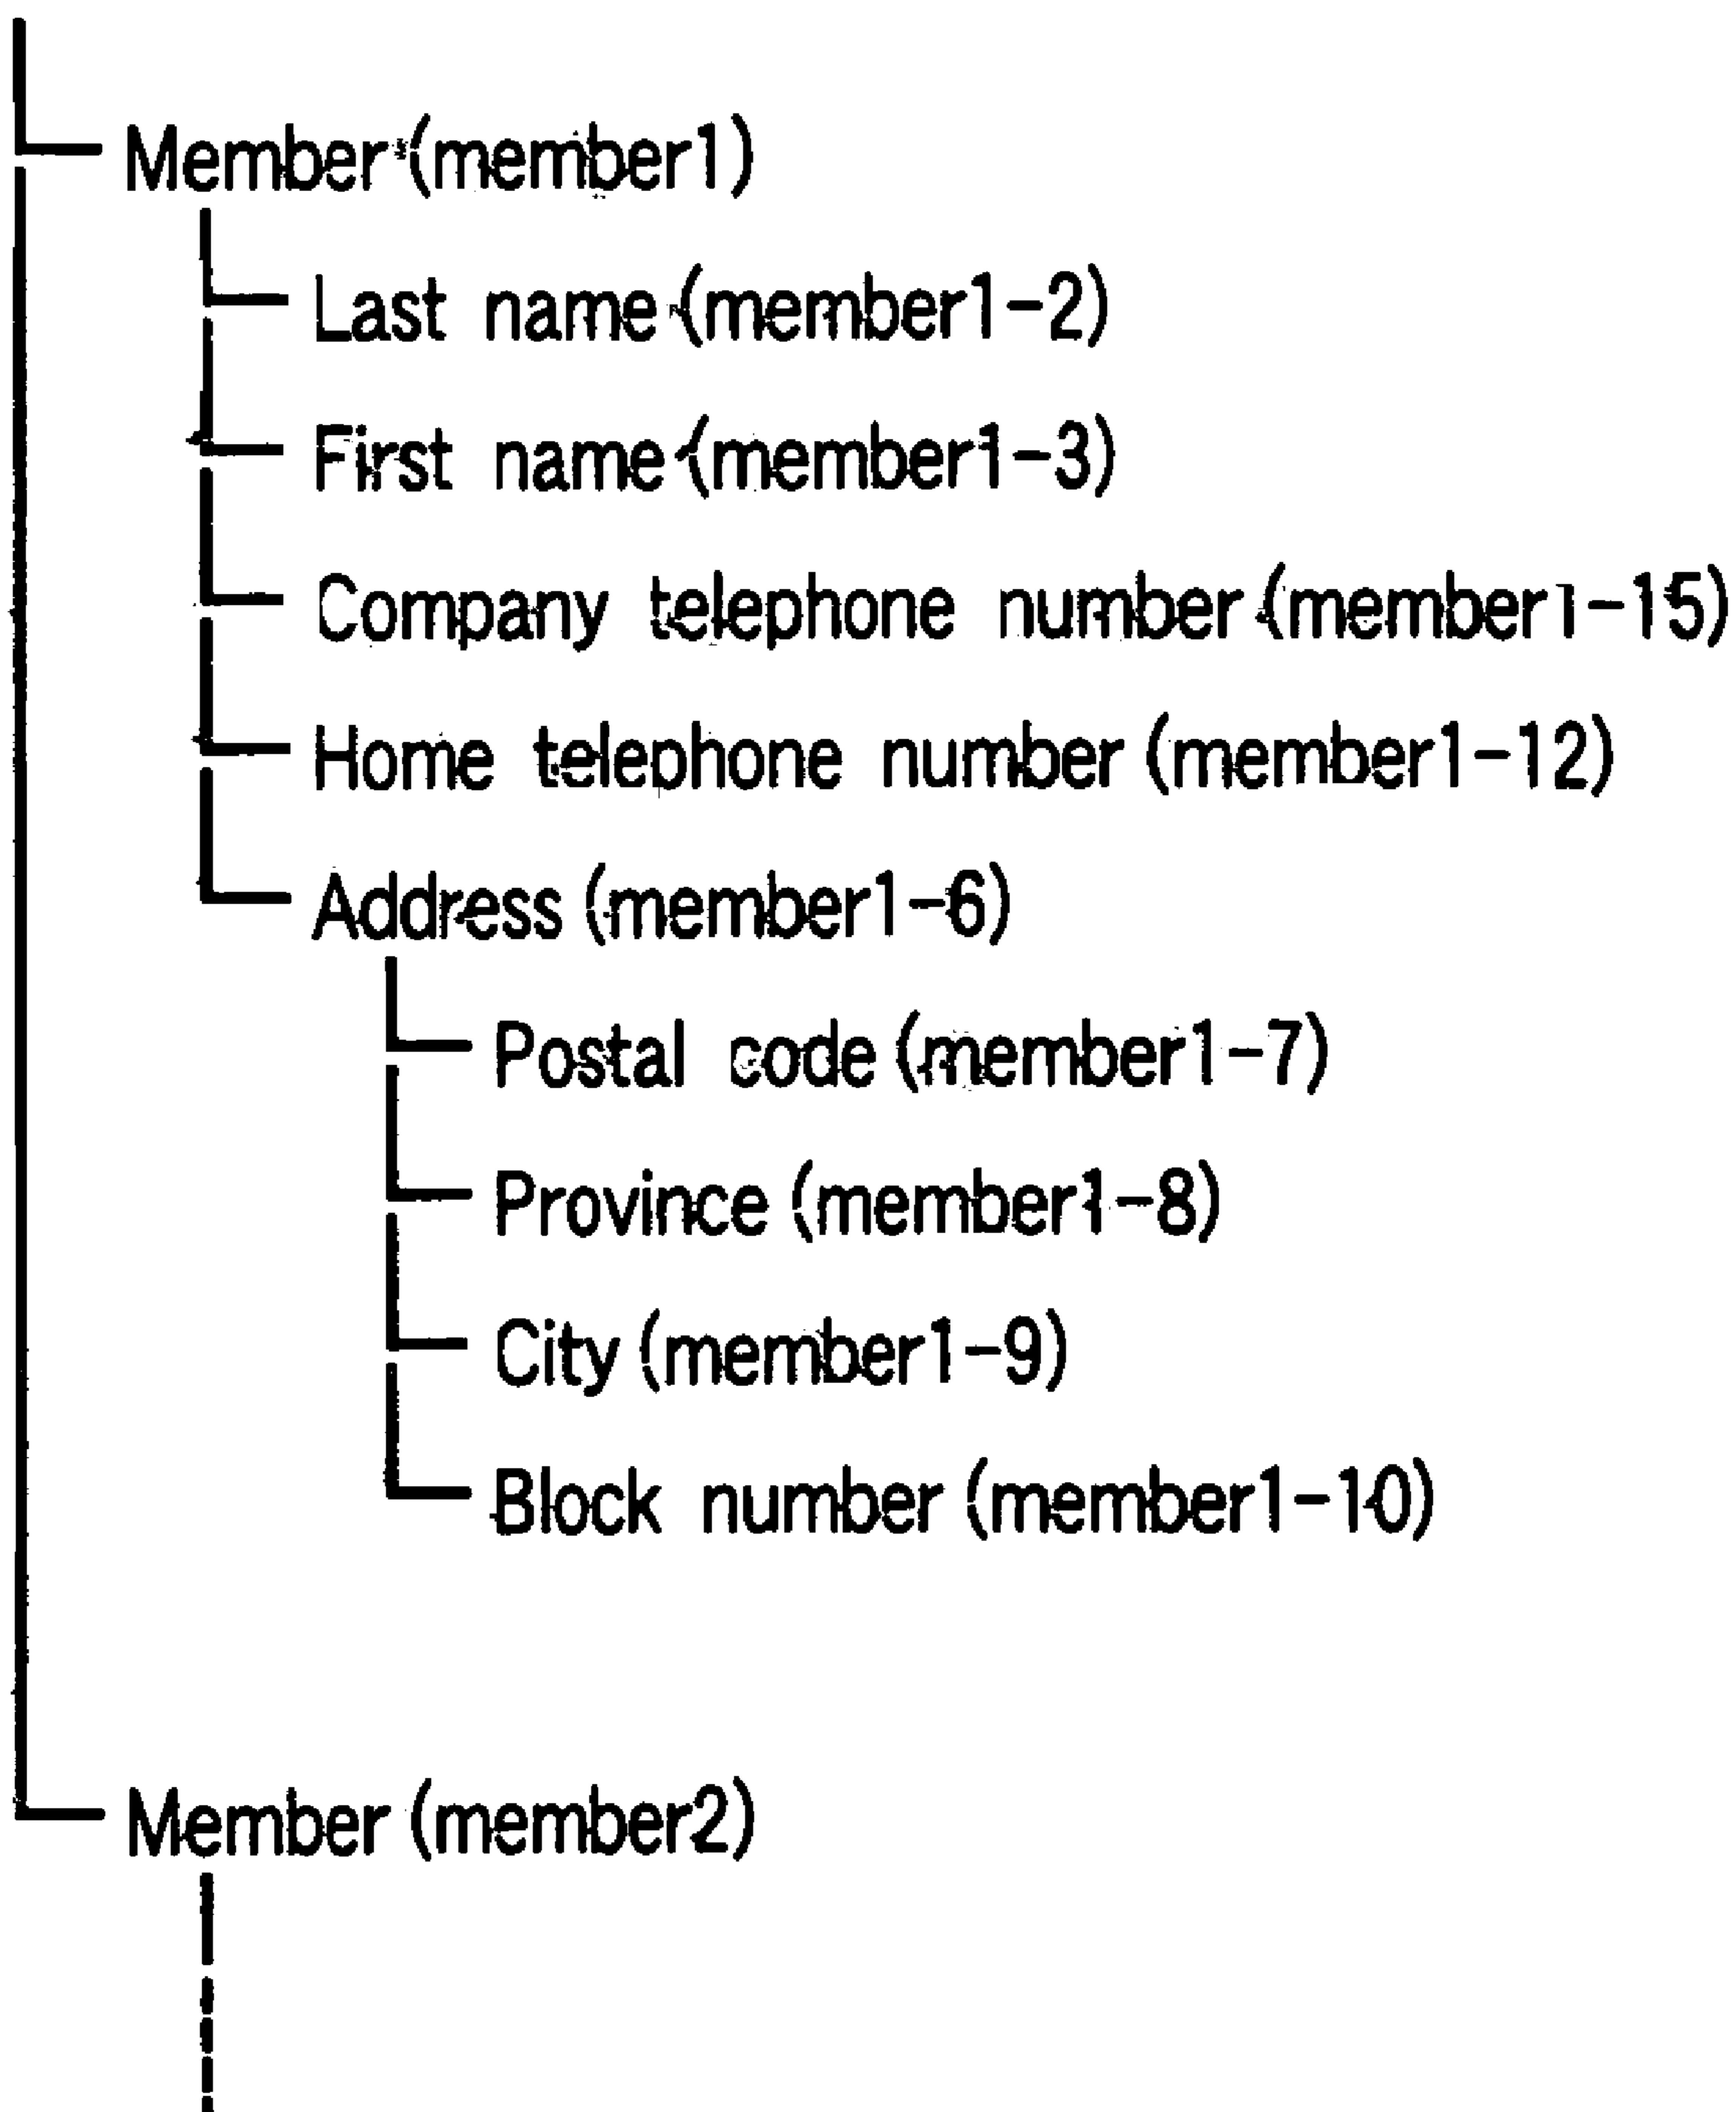 Member (member1)
Last name (member1-2)
First name (member1-3)
Company telephone number (member1-15)
Home telephone number (member1-12)
Address (member1-6)
Postal code (member1-7)
Province (member1-8)
City (member1-9)
Block number (member1-10)
Member (member2)